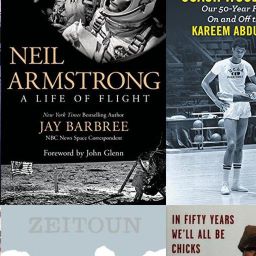 NEIL
ARMSTRONG
A LIFE OF FLIGHT
New York Times Bestselling Author
JAY BARBREE
NBC News Space Correspondent
Foreword by John Glenn
Our 50-Year F
On and Off t
KAREEM ABDU
ZEITOUN
IN FIFTY YEARS
WE'LL ALL BE
CHICKS